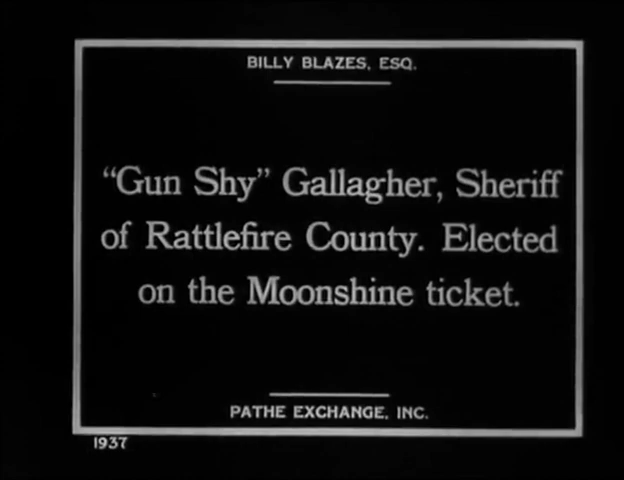 BILLY BLAZES, ESQ.
“Gun Shy” Gallagher, Sheriff
of Rattlefire County. Elected
on the Moonshine ticket.
PATHE EXCHANGE, INC.
1937